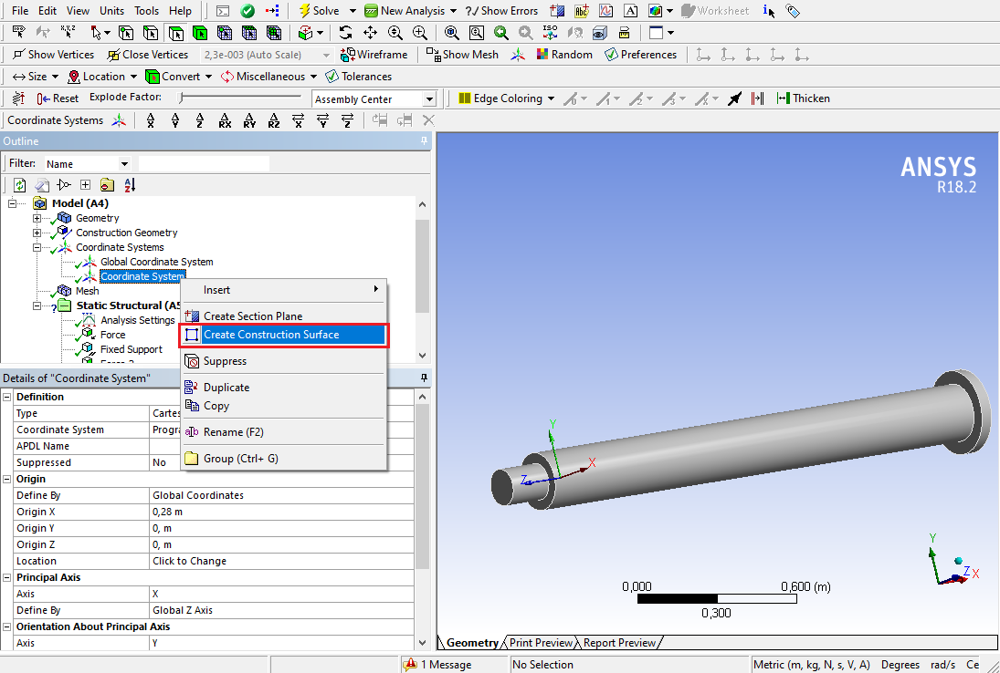 File Edit View Units Tools Help Solve New Analysis ?√Show Errors A Worksheet i
x,y,z ISO
Show Vertices Close Vertices 2,3e-003 (Auto Scale) Wireframe Show Mesh Random Preferences
Size Location Convert Miscellaneous Tolerances
Reset Explode Factor: Assembly Center Edge Coloring Thicken
Coordinate Systems X Y Z RX RY RZ X Y Z
Outline
Filter: Name
Model (A4)
Geometry
Construction Geometry
Coordinate Systems
Global Coordinate System
Coordinate System
Mesh
Static Structural (A5
Analysis Settings
Force
Fixed Support
Insert
Create Section Plane
Create Construction Surface
Suppress
Duplicate
Copy
Rename (F2)
Group (Ctrl+ G)
Details of "Coordinate System"
Definition
Type Cartes
Coordinate System Progra
APDL Name
Suppressed No
Origin
Define By Global Coordinates
Origin X 0,28 m
Origin Y 0, m
Origin Z 0, m
Location Click to Change
Principal Axis
Axis X
Define By Global Z Axis
Orientation About Principal Axis
Axis Y
ANSYS
R18.2
Y
X
Z
Y
Z X
0,000 0,600 (m)
0,300
Geometry Print Preview Report Preview
1 Message No Selection Metric (m, kg, N, s, V, A) Degrees rad/s Ce